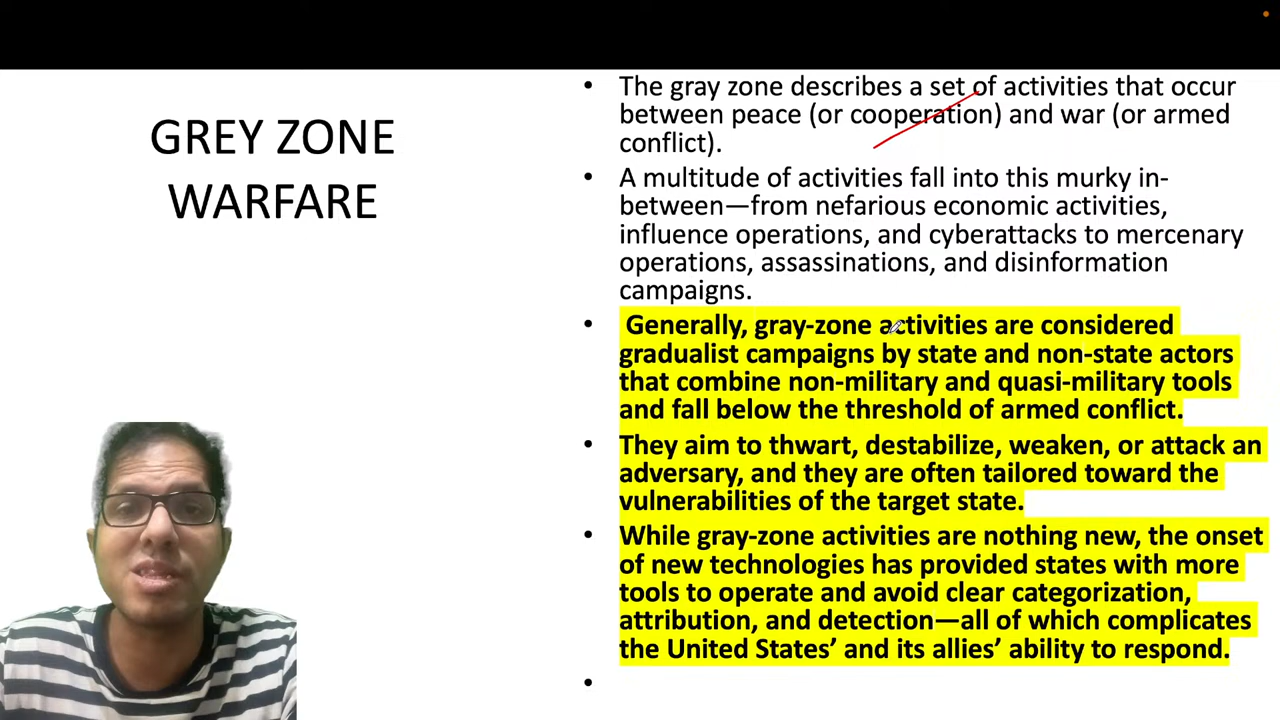 GREY ZONE
WARFARE
• The gray zone describes a set of activities that occur
between peace (or cooperation) and war (or armed
conflict).
• A multitude of activities fall into this murky in-
between—from nefarious economic activities,
influence operations, and cyberattacks to mercenary
operations, assassinations, and disinformation
campaigns.
• Generally, gray-zone activities are considered
gradualist campaigns by state and non-state actors
that combine non-military and quasi-military tools
and fall below the threshold of armed conflict.
• They aim to thwart, destabilize, weaken, or attack an
adversary, and they are often tailored toward the
vulnerabilities of the target state.
• While gray-zone activities are nothing new, the onset
of new technologies has provided states with more
tools to operate and avoid clear categorization,
attribution, and detection—all of which complicates
the United States’ and its allies’ ability to respond.
•